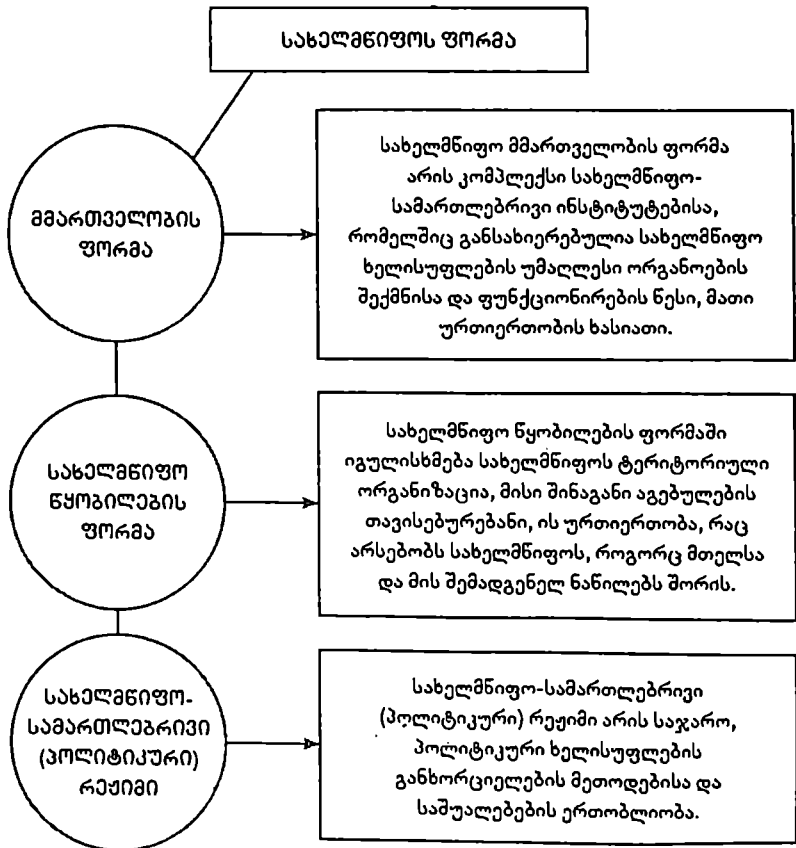 სახელმწიფოს ფორმა
მმართველობის
ფორმა
სახელმწიფო მმართველობის ფორმა
არის კომპლექსი სახელმწიფო-
სამართლებრივი ინსტიტუტებისა,
რომელშიც განსახიერებულია სახელმწიფო
ხელისუფლების უმაღლესი ორგანოების
შექმნისა და ფუნქციონირების წესი, მათი
ურთიერთობის ხასიათი.
სახელმწიფო
წყობილების
ფორმა
სახელმწიფო წყობილების ფორმაში
იგულისხმება სახელმწიფოს ტერიტორიული
ორგანიზაცია, მისი შინაგანი აგებულების
თავისებურებანი, ის ურთიერთობა, რაც
არსებობს სახელმწიფოს, როგორც მთელსა
და მის შემადგენელ ნაწილებს შორის.
სახელმწიფო-
სამართლებრივი
(პოლიტიკური)
რეჟიმი
სახელმწიფო-სამართლებრივი
(პოლიტიკური) რეჟიმი არის საჯარო,
პოლიტიკური ხელისუფლების
განხორციელების მეთოდებისა და
საშუალებების ერთობლიობა.